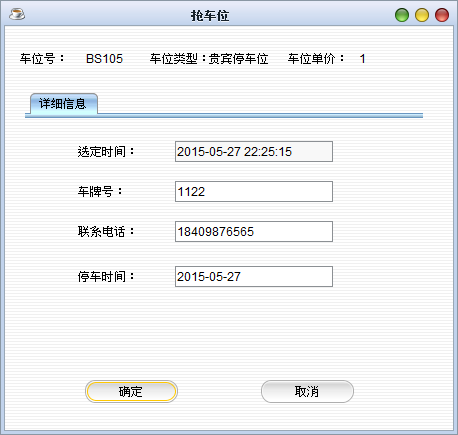 抢车位
车位号： BS105 车位类型：贵宾停车位 车位单价： 1
详细信息
选定时间： 2015-05-27 22:25:15
车牌号： 1122
联系电话： 18409876565
停车时间： 2015-05-27
确定 取消